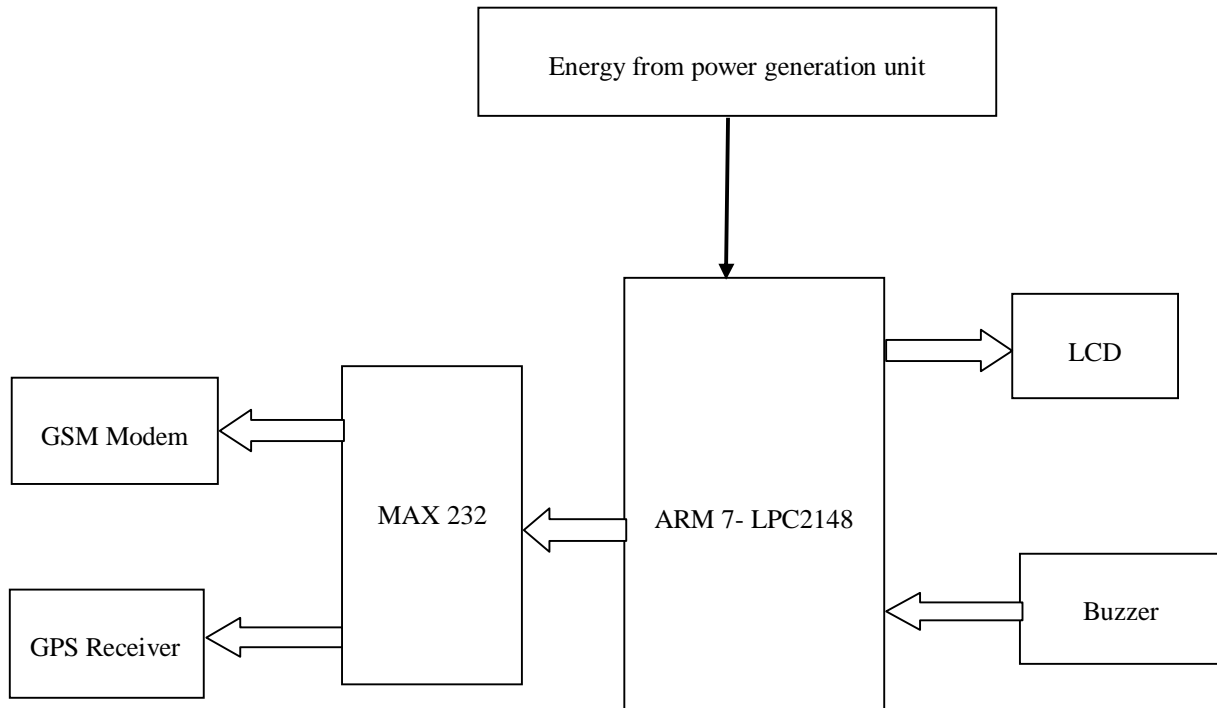 Energy from power generation unit
LCD
GSM Modem
MAX 232
ARM 7- LPC2148
Buzzer
GPS Receiver